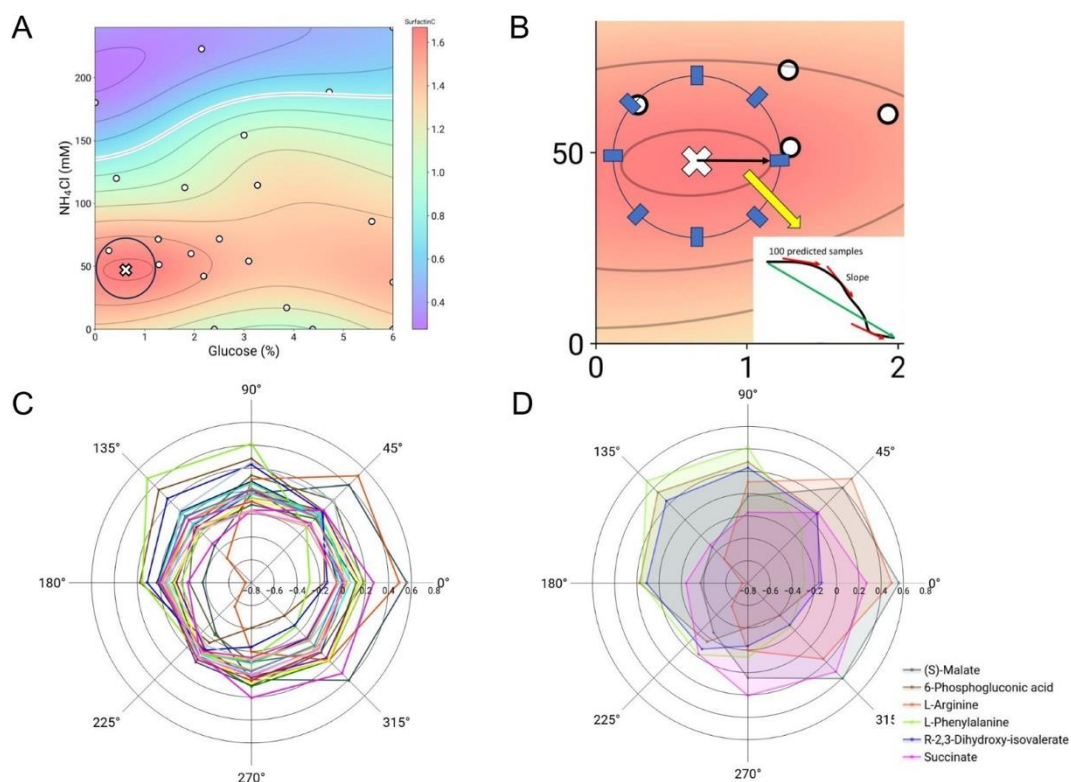 A
SurfactinC
NH₄Cl (mM)
200
150
100
50
0
0 1 2 3 4 5 6
Glucose (%)
1.6
1.4
1.2
1.0
0.8
0.6
0.4
B
50
0
0 1 2
100 predicted samples
Slope
C
90°
135° 45°
180° −0.8 −0.6 −0.4 −0.2 0 0.2 0.4 0.6 0.8 0°
225° 315°
270°
D
90°
135° 45°
180° −0.8 −0.6 −0.4 −0.2 0 0.2 0.4 0.6 0.8 0°
225° 315
270°
(S)-Malate
6-Phosphogluconic acid
L-Arginine
L-Phenylalanine
R-2,3-Dihydroxy-isovalerate
Succinate